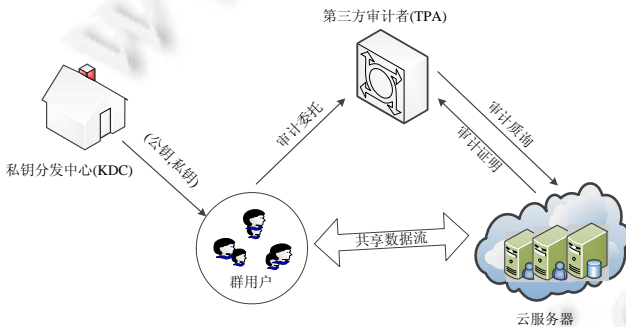 第三方审计者(TPA)
私钥分发中心(KDC)
(公钥,私钥)
审计委托
审计质询
审计证明
共享数据流
群用户
云服务器